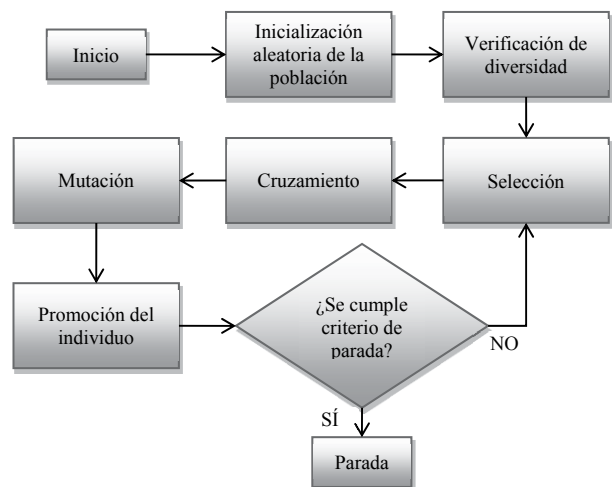 Inicio
Inicialización
aleatoria de la
población
Verificación de
diversidad
Mutación
Cruzamiento
Selección
Promoción del
individuo
¿Se cumple
criterio de
parada?
NO
SÍ
Parada